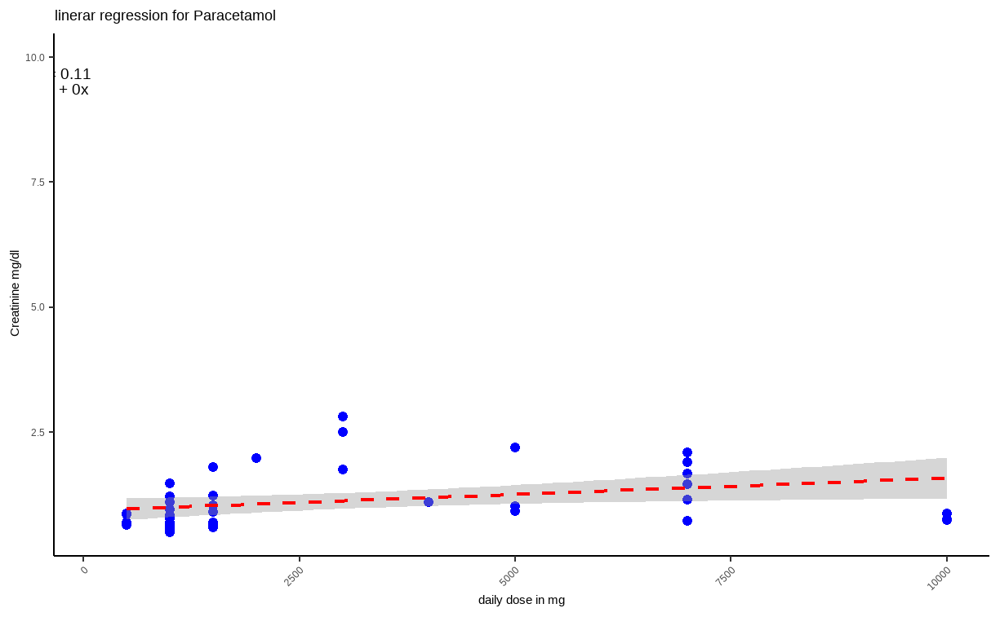 linerar regression for Paracetamol
10.0
0.11
+ 0x
7.5
Creatinine mg/dl
5.0
2.5
0
2500
5000
7500
10000
daily dose in mg